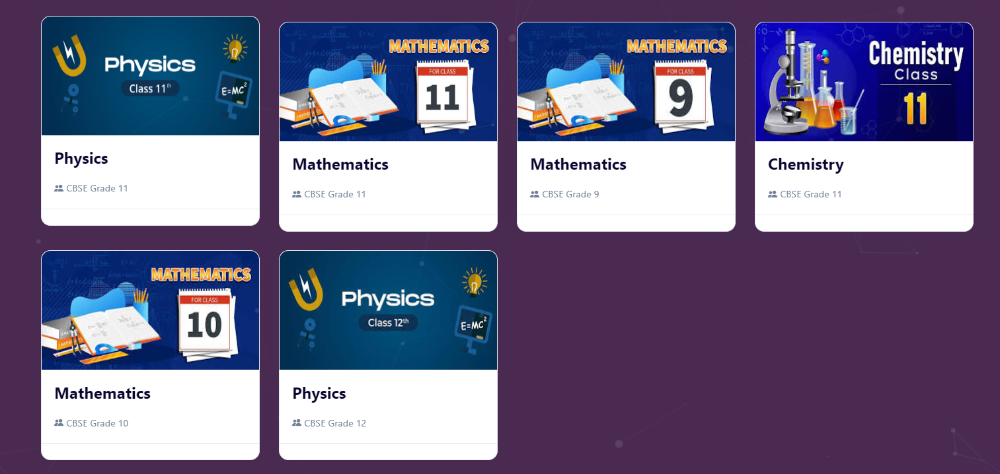 Physics
Class 11th
E=MC²
Physics
CBSE Grade 11
MATHEMATICS
FOR CLASS
11
Mathematics
CBSE Grade 11
MATHEMATICS
FOR CLASS
9
Mathematics
CBSE Grade 9
Chemistry
Class
11
Chemistry
CBSE Grade 11
MATHEMATICS
FOR CLASS
10
Mathematics
CBSE Grade 10
Physics
Class 12th
E=MC²
Physics
CBSE Grade 12